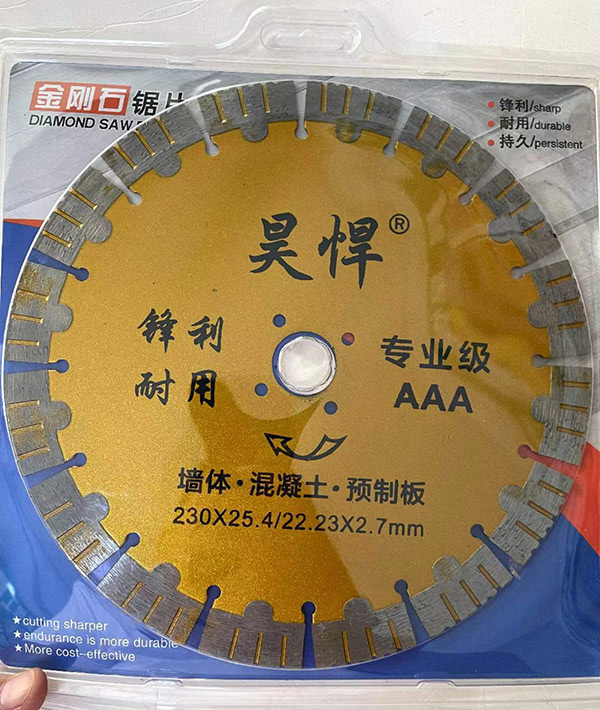 金刚石锯片
DIAMOND SAW
锋利/sharp
耐用/durable
持久/persistent
昊悍®
锋利
耐用
专业级
AAA
墙体·混凝土·预制板
230X25.4/22.23X2.7mm
★cutting sharper
★endurance is more durable
★More cost-effective